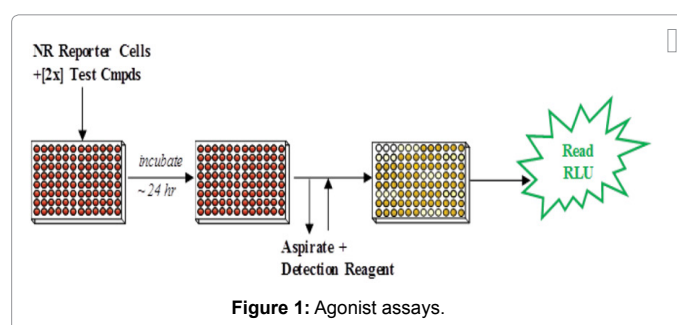 NR Reporter Cells
+[2x] Test Cmpds
incubate
~ 24 hr
Aspirate +
Detection Reagent
Read
RLU
Figure 1: Agonist assays.